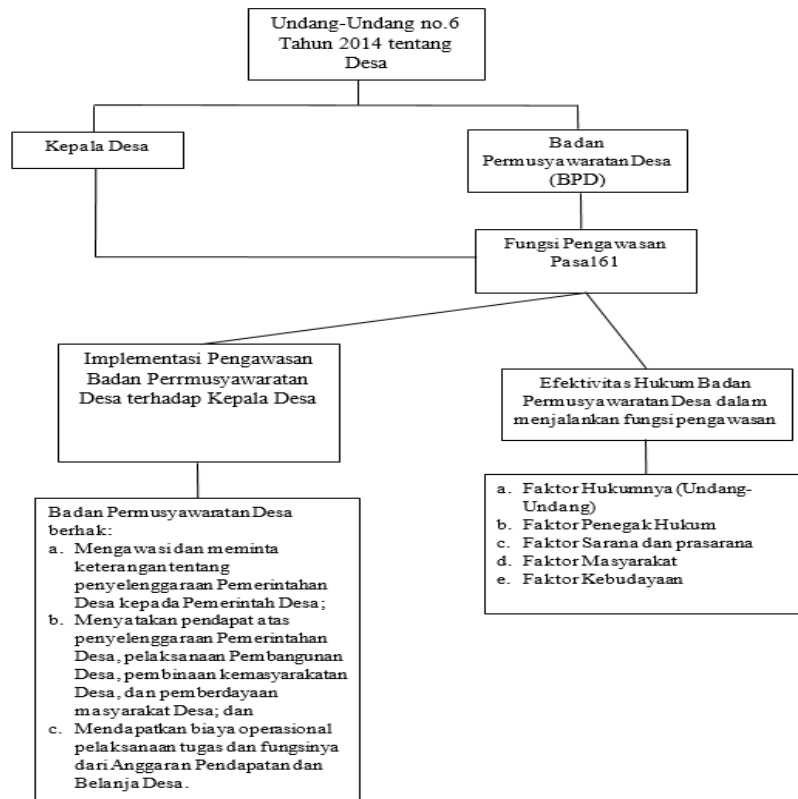 Undang-Undang no.6
Tahun 2014 tentang
Desa
Kepala Desa
Badan
Permusyawaratan Desa
(BPD)
Fungsi Pengawasan
Pasal61
Implementasi Pengawasan
Badan Perrmusyawaratan
Desa terhadap Kepala Desa
Efektivitas Hukum Badan
Permusyawaratan Desa dalam
menjalankan fungsi pengawasan
Badan Permusyawaratan Desa
berhak:
a. Mengawasi dan meminta
keterangan tentang
penyelenggaraan Pemerintahan
Desa kepada Pemerintah Desa;
b. Menyatakan pendapat atas
penyelenggaraan Pemerintahan
Desa, pelaksanaan Pembangunan
Desa, pembinaan kemasyarakatan
Desa, dan pemberdayaan
masyarakat Desa; dan
c. Mendapatkan biaya operasional
pelaksanaan tugas dan fungsinya
dari Anggaran Pendapatan dan
Belanja Desa.
a. Faktor Hukumnya (Undang-
Undang)
b. Faktor Penegak Hukum
c. Faktor Sarana dan prasarana
d. Faktor Masyarakat
e. Faktor Kebudayaan